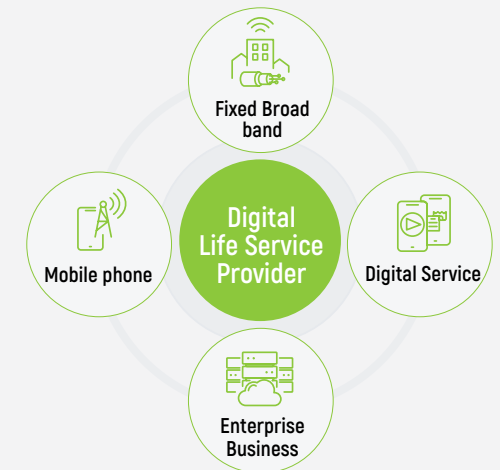 Fixed Broad
band
Digital
Life Service
Provider
Mobile phone
Digital Service
Enterprise
Business